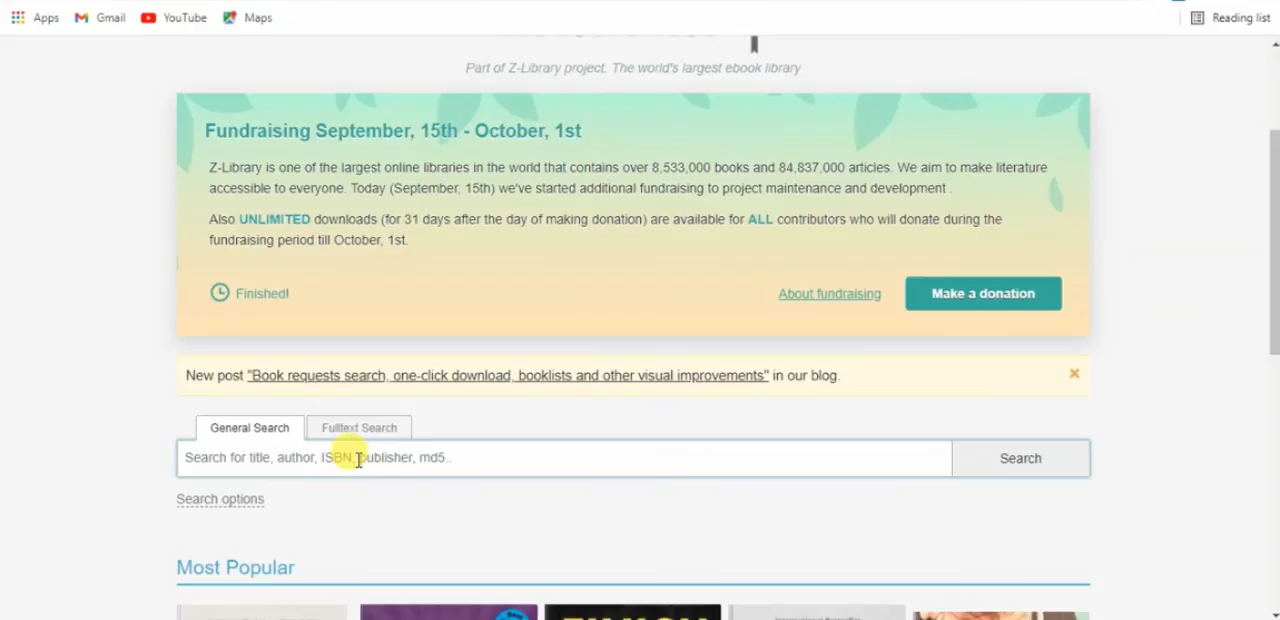 Apps Gmail YouTube Maps Reading list
Part of Z-Library project. The world's largest ebook library
Fundraising September, 15th - October, 1st
Z-Library is one of the largest online libraries in the world that contains over 8,533,000 books and 84,837,000 articles. We aim to make literature
accessible to everyone. Today (September, 15th) we've started additional fundraising to project maintenance and development .
Also UNLIMITED downloads (for 31 days after the day of making donation) are available for ALL contributors who will donate during the
fundraising period till October, 1st.
Finished! About fundraising Make a donation
New post "Book requests search, one-click download, booklists and other visual improvements" in our blog.
General Search Fulltext Search
Search for title, author, ISBN, publisher, md5.. Search
Search options
Most Popular